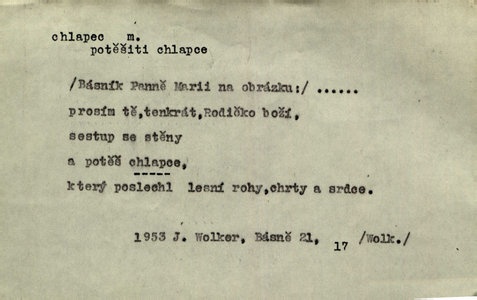 chlapec m.
potěšiti chlapce
/Básník Panně Marii na obrázku:/ ......
prosím tě,tenkrát,Rodičko boží,
sestup se stěny
a potěš chlapce,
který poslechl lesní rohy,chrty a srdce.
1953 J. Wolker, Básně 21, 17 /Wolk./